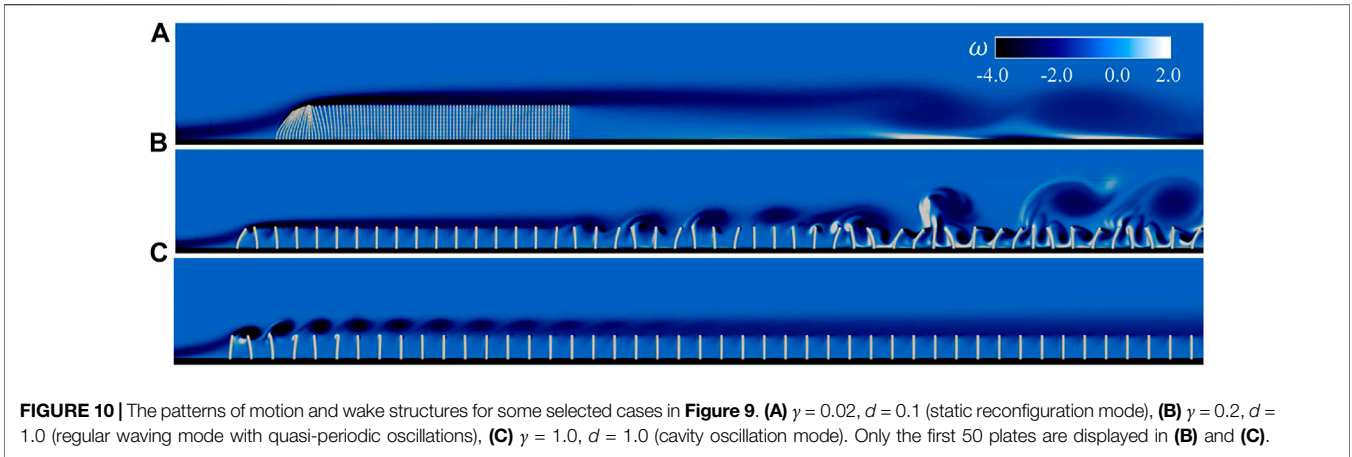 A
ω
-4.0 -2.0 0.0 2.0
B
C
FIGURE 10 | The patterns of motion and wake structures for some selected cases in Figure 9. (A) γ = 0.02, d = 0.1 (static reconfiguration mode), (B) γ = 0.2, d =
1.0 (regular waving mode with quasi-periodic oscillations), (C) γ = 1.0, d = 1.0 (cavity oscillation mode). Only the first 50 plates are displayed in (B) and (C).